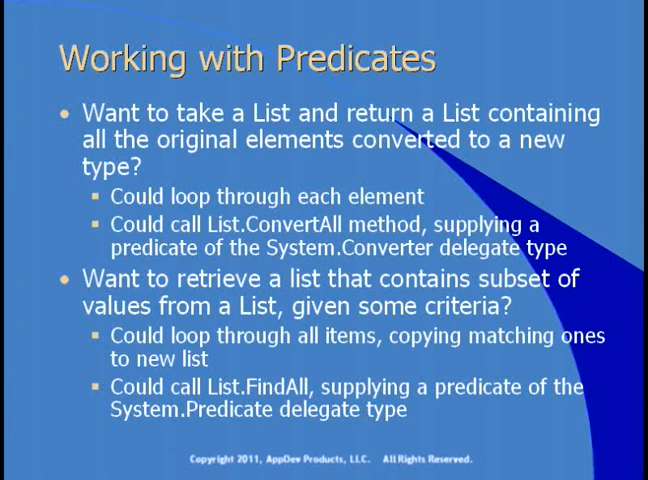 Working with Predicates
• Want to take a List and return a List containing
all the original elements converted to a new
type?
▪ Could loop through each element
▪ Could call List.ConvertAll method, supplying a
predicate of the System.Converter delegate type
• Want to retrieve a list that contains subset of
values from a List, given some criteria?
▪ Could loop through all items, copying matching ones
to new list
▪ Could call List.FindAll, supplying a predicate of the
System.Predicate delegate type
Copyright 2011, AppDev Products, LLC. All Rights Reserved.